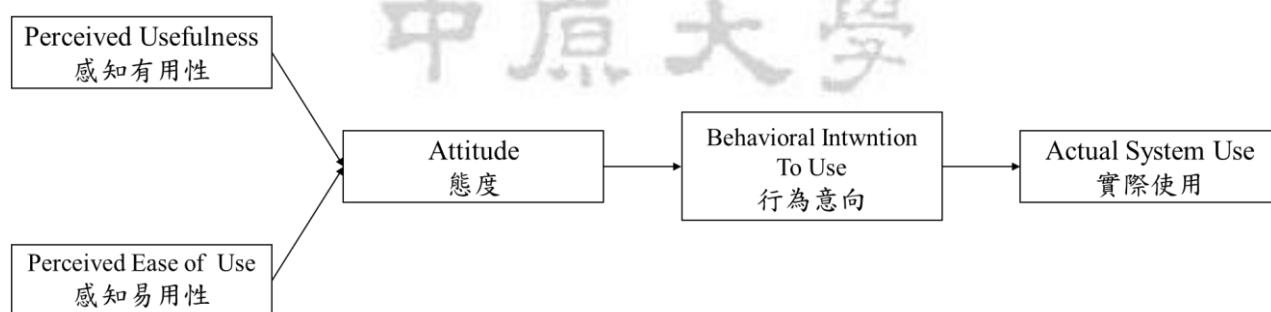 中原大學
Perceived Usefulness
感知有用性
Attitude
態度
Behavioral Intwntion
To Use
行為意向
Actual System Use
實際使用
Perceived Ease of Use
感知易用性